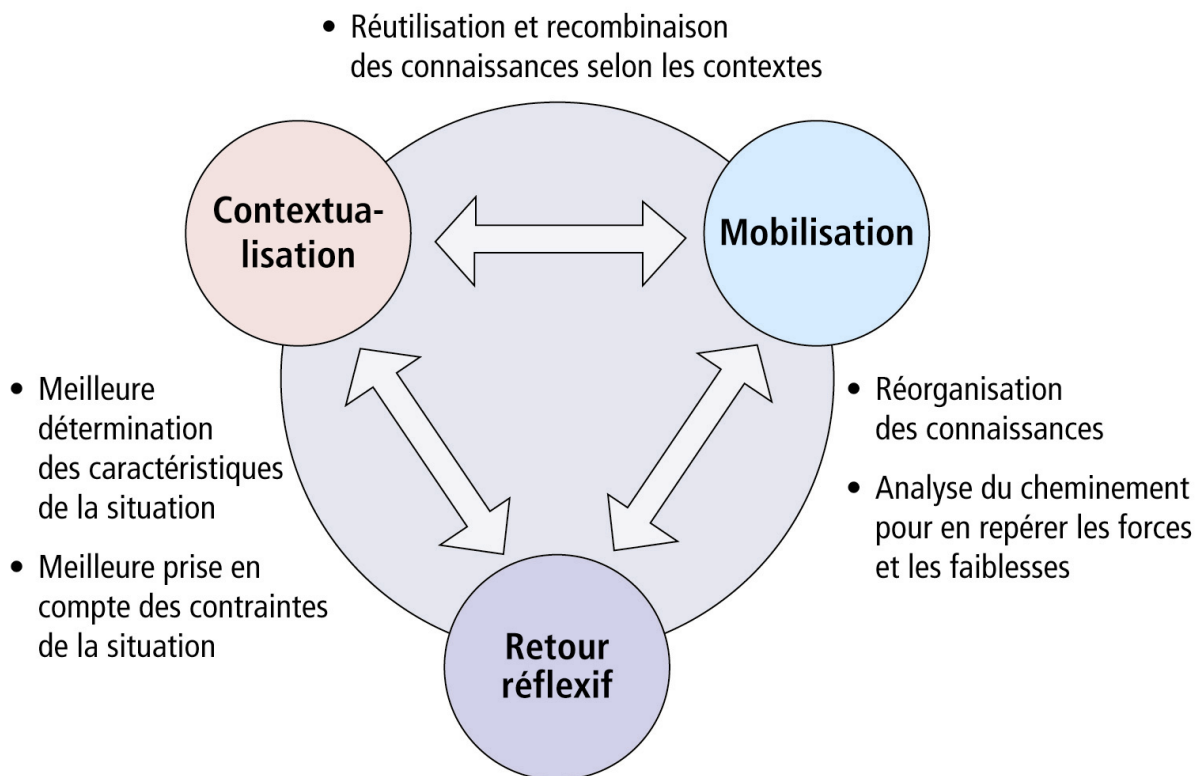 • Réutilisation et recombinaison
des connaissances selon les contextes
Contextua-
lisation
Mobilisation
• Meilleure
détermination
des caractéristiques
de la situation
• Meilleure prise en
compte des contraintes
de la situation
• Réorganisation
des connaissances
• Analyse du cheminement
pour en repérer les forces
et les faiblesses
Retour
réflexif